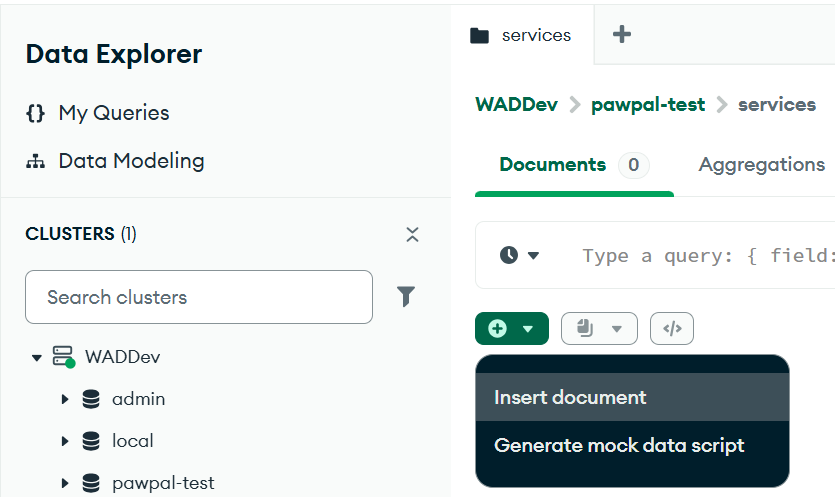 Data Explorer
My Queries
Data Modeling
CLUSTERS (1)
Search clusters
WADDev
admin
local
pawpal-test
services
WADDev > pawpal-test > services
Documents 0 Aggregations
Type a query: { field:
Insert document
Generate mock data script